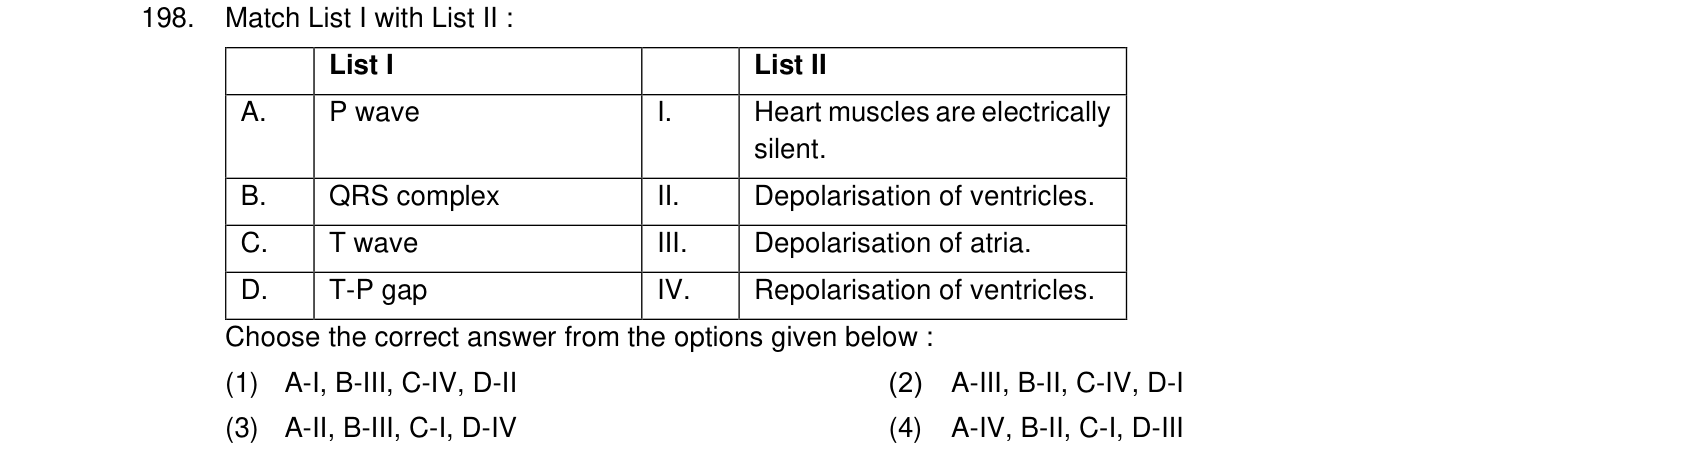 198. Match List I with List II :
List I List II
A. P wave I. Heart muscles are electrically
silent.
B. QRS complex II. Depolarisation of ventricles.
C. T wave III. Depolarisation of atria.
D. T-P gap IV. Repolarisation of ventricles.
Choose the correct answer from the options given below :
(1) A-I, B-III, C-IV, D-II (2) A-III, B-II, C-IV, D-I
(3) A-II, B-III, C-I, D-IV (4) A-IV, B-II, C-I, D-III